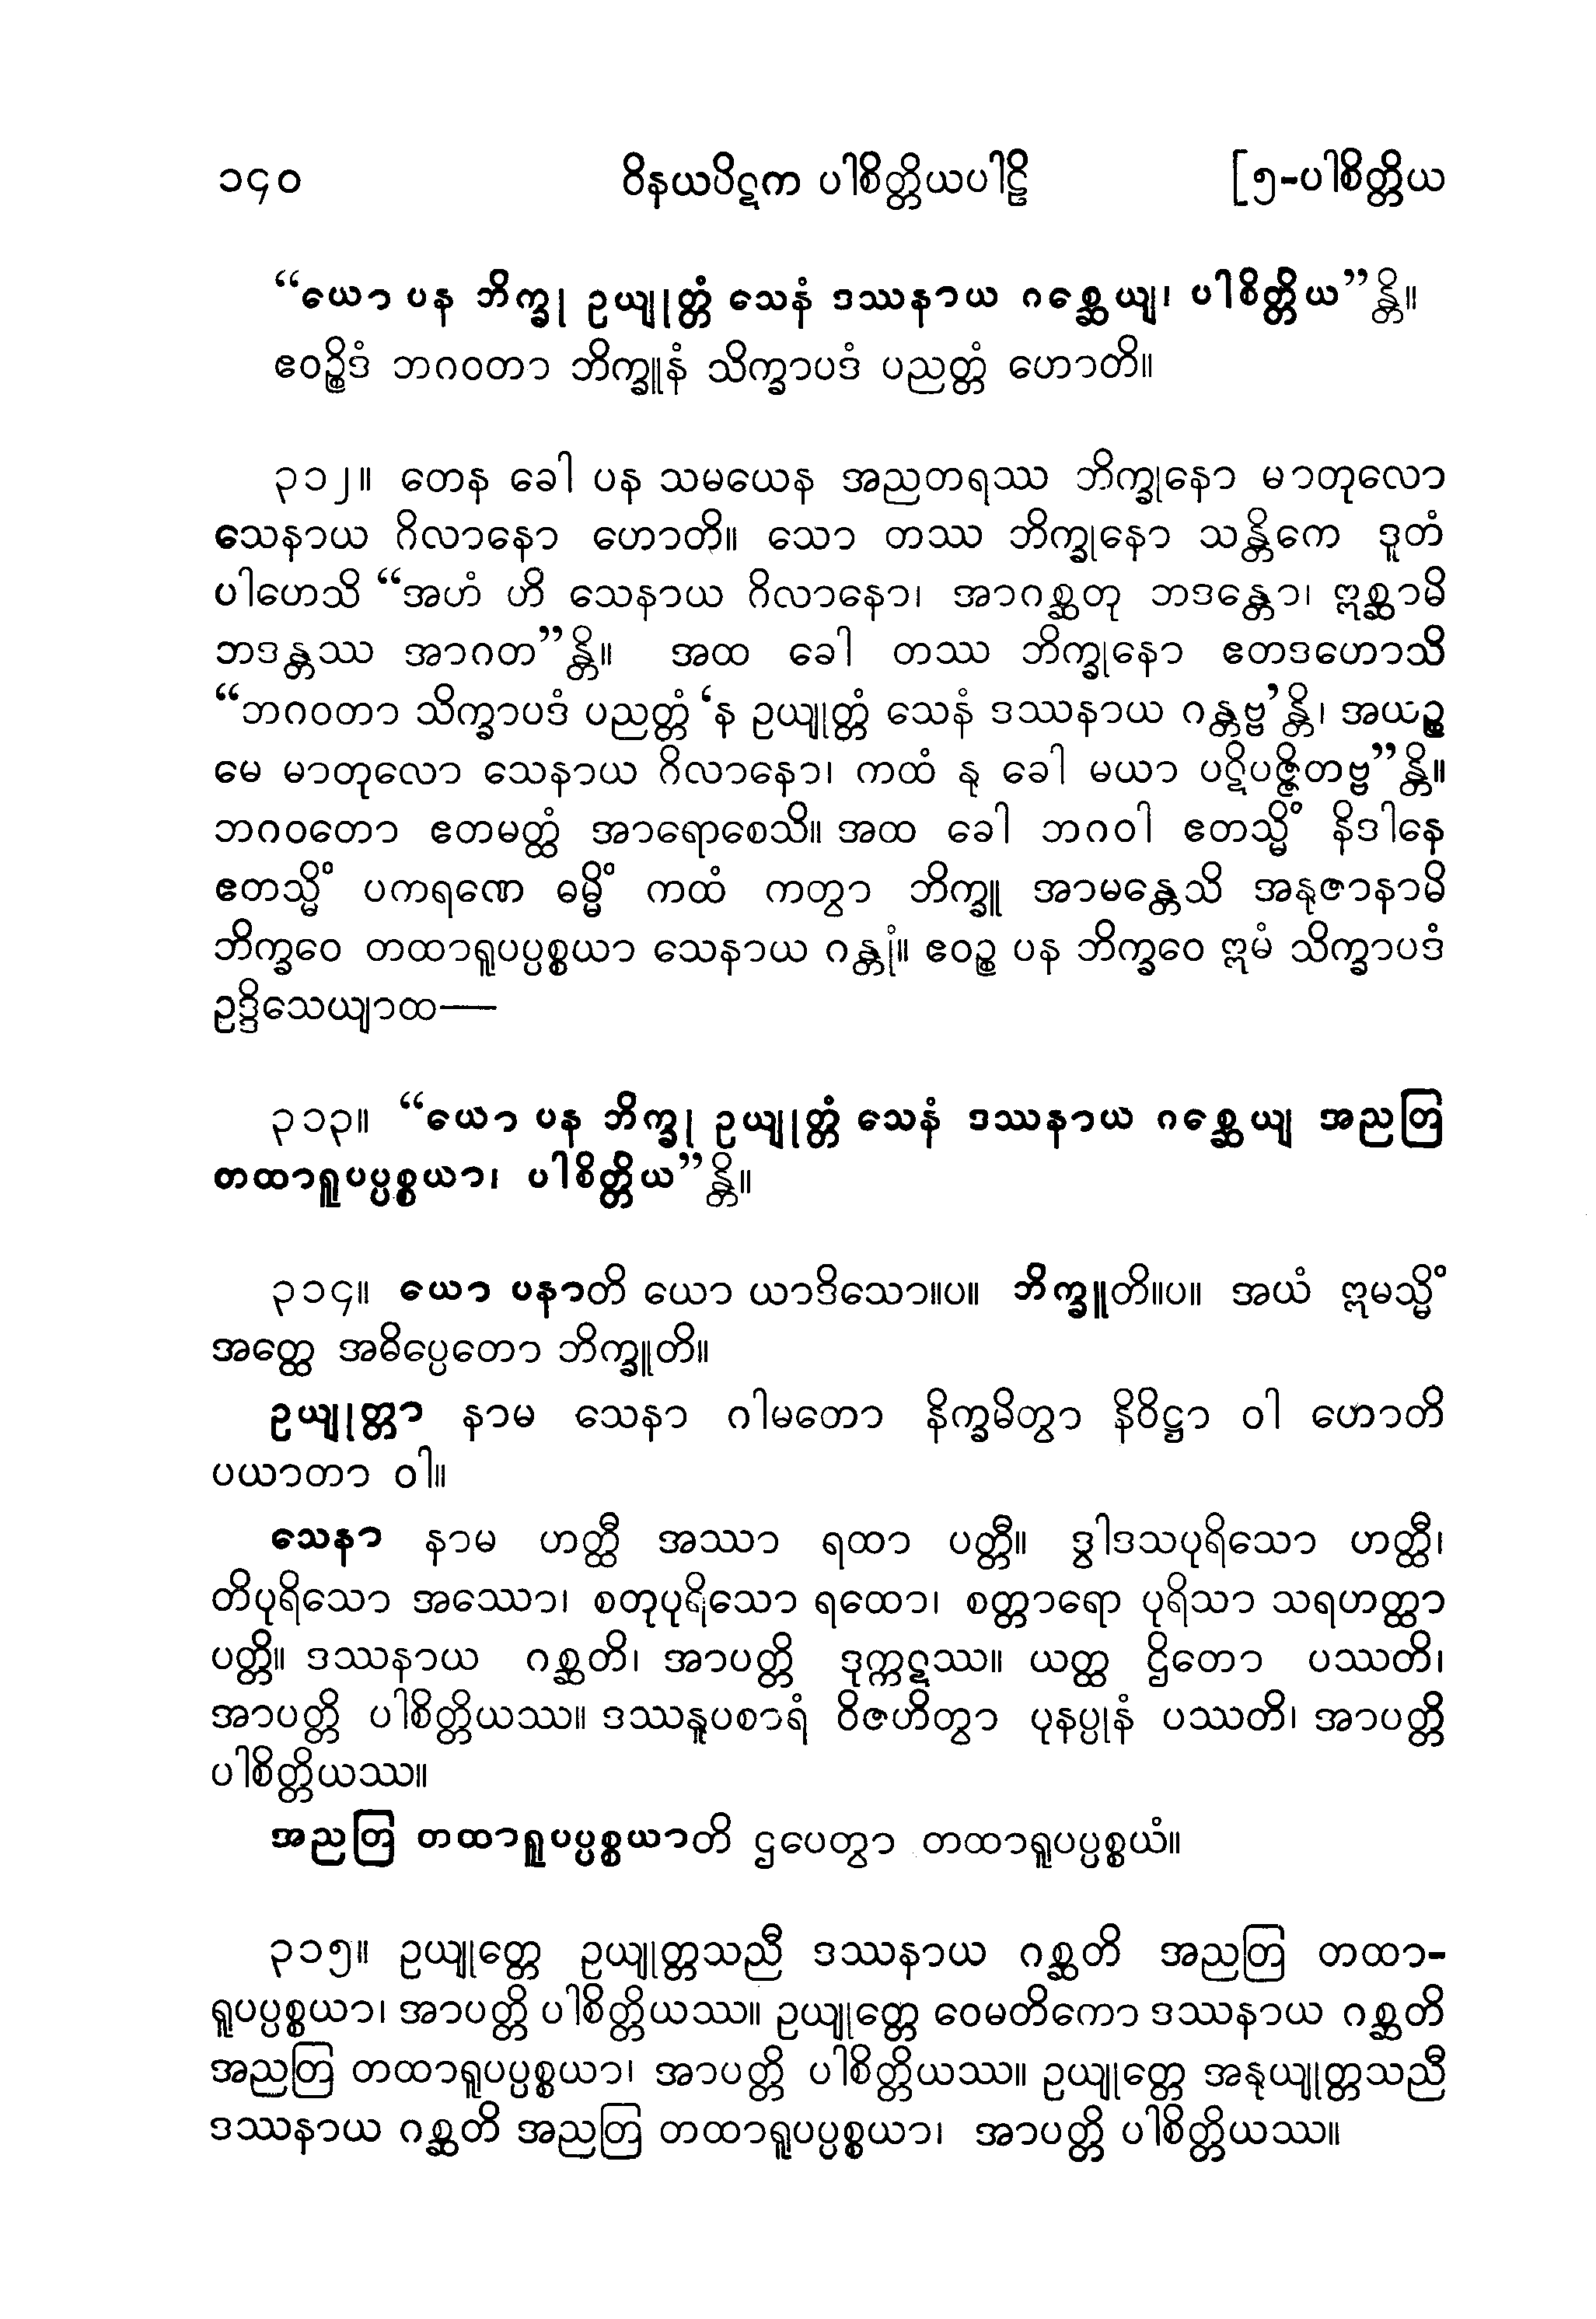 ၁၄၀ ဝိနယပိဋက ပါစိတ္တိယပါဠိ [၅-ပါစိတ္တိယ
“ယော ပန ဘိက္ခု ဥယျုတ္တံ သေနံ ဒဿနာယ ဂစ္ဆေယျ၊ ပါစိတ္တိယ”န္တိ။
ဧဝဉ္စိဒံ ဘဂဝတာ ဘိက္ခူနံ သိက္ခာပဒံ ပညတ္တံ ဟောတိ။
၃၁၂။ တေန ခေါ ပန သမယေန အညတရဿ ဘိက္ခုနော မာတုလော
သေနာယ ဂိလာနော ဟောတိ။ သော တဿ ဘိက္ခုနော သန္တိကေ ဒူတံ
ပါဟေသိ “အဟံ ဟိ သေနာယ ဂိလာနော၊ အာဂစ္ဆတု ဘဒန္တော၊ ဣစ္ဆာမိ
ဘဒန္တဿ အာဂတ”န္တိ။ အထ ခေါ တဿ ဘိက္ခုနော ဧတဒဟောသိ
“ဘဂဝတာ သိက္ခာပဒံ ပညတ္တံ ‘န ဥယျုတ္တံ သေနံ ဒဿနာယ ဂန္တဗ္ဗ’န္တိ၊ အယဉ္စ
မေ မာတုလော သေနာယ ဂိလာနော၊ ကထံ နု ခေါ မယာ ပဋိပဇ္ဇိတဗ္ဗ”န္တိ။
ဘဂဝတော ဧတမတ္ထံ အာရောစေသိ။ အထ ခေါ ဘဂဝါ ဧတသ္မိံ နိဒါနေ
ဧတသ္မိံ ပကရဏေ ဓမ္မိံ ကထံ ကတွာ ဘိက္ခူ အာမန္တေသိ အနုဇာနာမိ
ဘိက္ခဝေ တထာရူပပ္ပစ္စယာ သေနာယ ဂန္တုံ။ ဧဝဉ္စ ပန ဘိက္ခဝေ ဣမံ သိက္ခာပဒံ
ဥဒ္ဒိသေယျာထ—
၃၁၃။ “ယော ပန ဘိက္ခု ဥယျုတ္တံ သေနံ ဒဿနာယ ဂစ္ဆေယျ အညတြ
တထာရူပပ္ပစ္စယာ၊ ပါစိတ္တိယ”န္တိ။
၃၁၄။ ယော ပနာတိ ယော ယာဒိသော။ပ။ ဘိက္ခူတိ။ပ။ အယံ ဣမသ္မိံ
အတ္ထေ အဓိပ္ပေတော ဘိက္ခူတိ။
ဥယျုတ္တာ နာမ သေနာ ဂါမတော နိက္ခမိတွာ နိဝိဋ္ဌာ ဝါ ဟောတိ
ပယာတာ ဝါ။
သေနာ နာမ ဟတ္ထီ အဿာ ရထာ ပတ္တီ။ ဒွါဒသပုရိသော ဟတ္ထီ၊
တိပုရိသော အဿော၊ စတုပုရိသော ရထော၊ စတ္တာရော ပုရိသာ သရဟတ္ထာ
ပတ္တိ။ ဒဿနာယ ဂစ္ဆတိ၊ အာပတ္တိ ဒုက္ကဋဿ။ ယတ္ထ ဌိတော ပဿတိ၊
အာပတ္တိ ပါစိတ္တိယဿ။ ဒဿနူပစာရံ ဝိဇဟိတွာ ပုနပ္ပုနံ ပဿတိ၊ အာပတ္တိ
ပါစိတ္တိယဿ။
အညတြ တထာရူပပ္ပစ္စယာတိ ဌပေတွာ တထာရူပပ္ပစ္စယံ။
၃၁၅။ ဥယျုတ္တေ ဥယျုတ္တသညီ ဒဿနာယ ဂစ္ဆတိ အညတြ တထာ-
ရူပပ္ပစ္စယာ၊ အာပတ္တိ ပါစိတ္တိယဿ။ ဥယျုတ္တေ ဝေမတိကော ဒဿနာယ ဂစ္ဆတိ
အညတြ တထာရူပပ္ပစ္စယာ၊ အာပတ္တိ ပါစိတ္တိယဿ။ ဥယျုတ္တေ အနုယျုတ္တသညီ
ဒဿနာယ ဂစ္ဆတိ အညတြ တထာရူပပ္ပစ္စယာ၊ အာပတ္တိ ပါစိတ္တိယဿ။